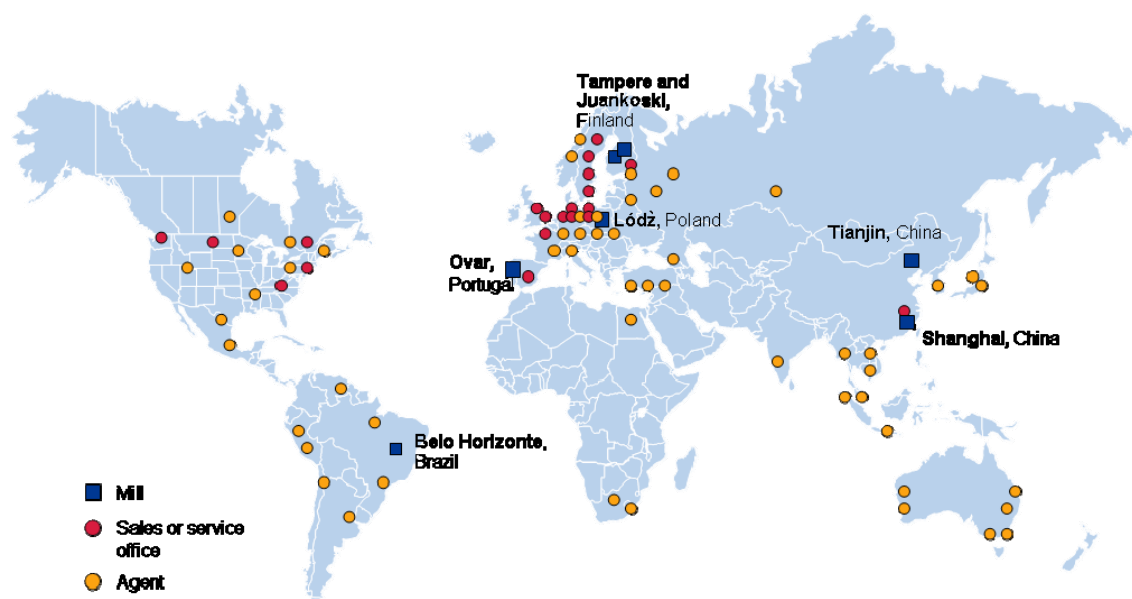 Tampere and
Juankoski,
Finland
Lódź, Poland
Tianjin, China
Ovar,
Portugal
Shanghai, China
Belo Horizonte,
Brazil
Mill
Sales or service
office
Agent